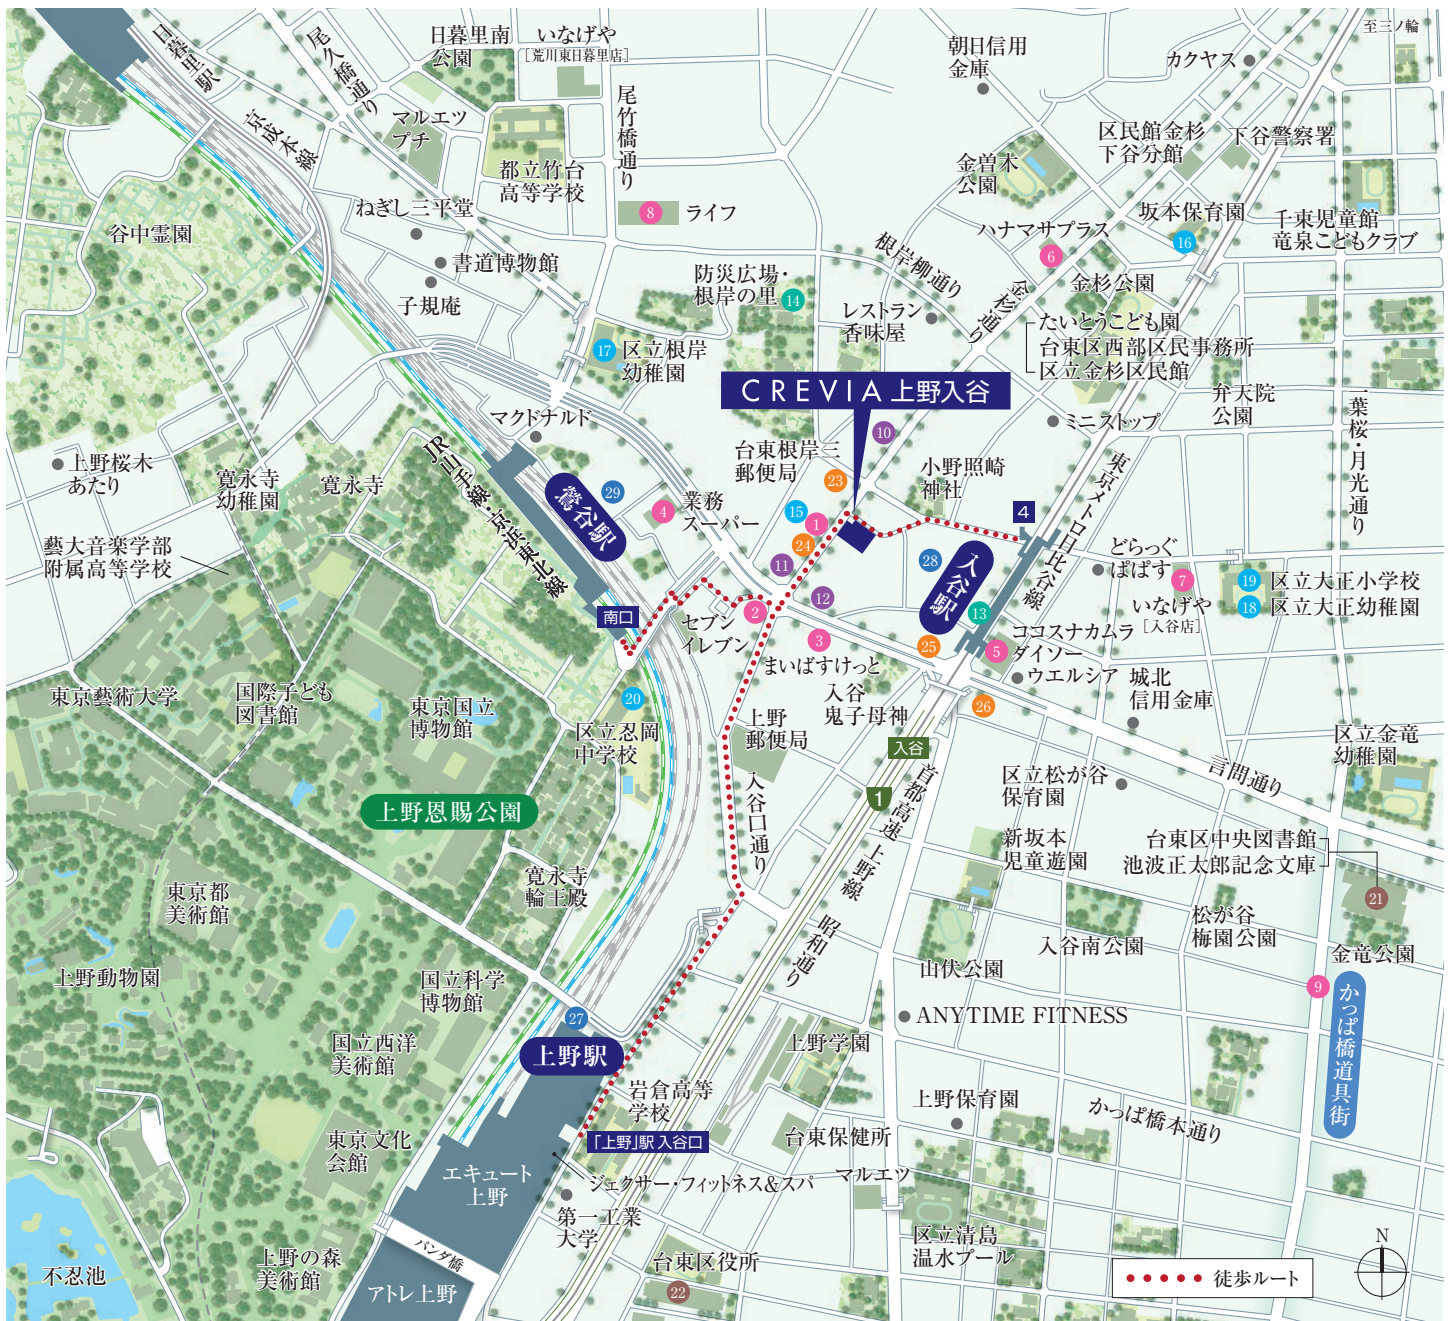 日暮里駅
尾久橋通り
日暮里南
公園
いなげや
[荒川東日暮里店]
朝日信用
金庫
カクヤス
至三ノ輪
京成本線
マルエツ
プチ
尾竹橋通り
都立竹台
高等学校
区民館金杉
下谷分館
下谷警察署
金曽木
公園
ねぎし三平堂
8
ライフ
谷中霊園
書道博物館
子規庵
防災広場・
根岸の里
14
根岸柳通り
金杉通り
ハナマサプラス
6
坂本保育園
16
千束児童館
竜泉こどもクラブ
金杉公園
レストラン
香味屋
たいとうこども園
台東区西部区民事務所
区立金杉区民館
17
区立根岸
幼稚園
CREVIA 上野入谷
弁天院
公園
一葉桜・月光通り
マクドナルド
ミニストップ
10
台東根岸三
郵便局
23
小野照崎
神社
上野桜木
あたり
寛永寺
幼稚園
寛永寺
JR山手線・京浜東北線
鶯谷駅
29
4
業務
スーパー
15
1
24
11
4
東京メトロ日比谷線
藝大音楽学部
附属高等学校
どらっぐ
ぱぱす
7
いなげや
[入谷店]
19
区立大正小学校
18
区立大正幼稚園
28
入谷駅
13
12
2
3
南口
セブン
イレブン
まいばすけっと
25
5
ココスナカムラ
ダイソー
ウエルシア
城北
信用金庫
26
入谷
鬼子母神
東京藝術大学
国際子ども
図書館
東京国立
博物館
20
区立忍岡
中学校
上野
郵便局
入谷
区立金竜
幼稚園
言問通り
入谷口通り
1
首都高速上野線
区立松が谷
保育園
上野恩賜公園
新坂本
児童遊園
台東区中央図書館
池波正太郎記念文庫
21
寛永寺
輪王殿
東京都
美術館
昭和通り
松が谷
梅園公園
入谷南公園
金竜公園
山伏公園
上野動物園
国立科学
博物館
9
かっぱ橋道具街
27
ANYTIME FITNESS
上野駅
国立西洋
美術館
上野学園
岩倉高等
学校
上野保育園
かっぱ橋本通り
東京文化
会館
「上野」駅 入谷口
台東保健所
エキュート
上野
ジェクサー・フィットネス&スパ
マルエツ
第一工業
大学
区立清島
温水プール
パンダ橋
上野の森
美術館
不忍池
アトレ上野
台東区役所
22
N
徒歩ルート